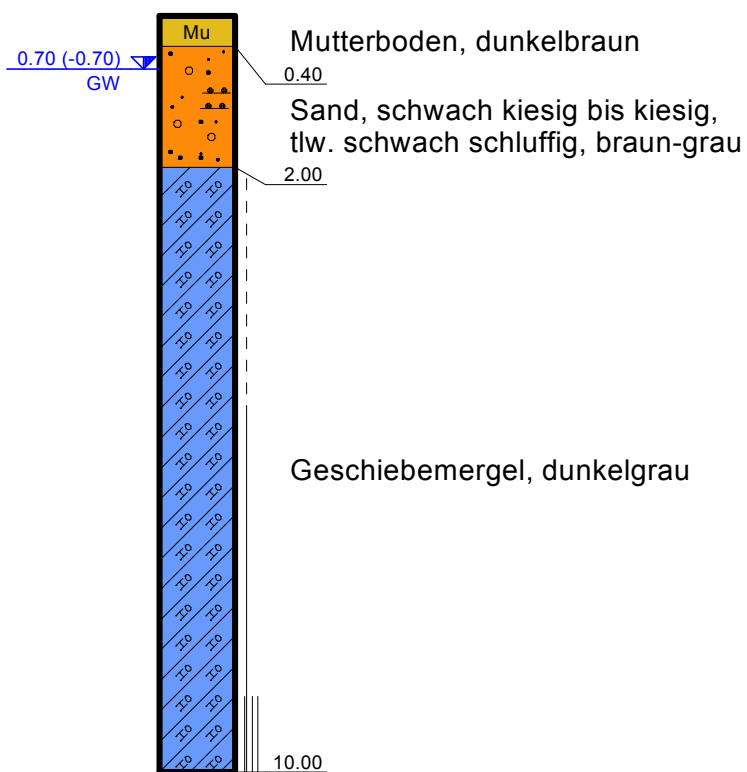 Mu
Mutterboden, dunkelbraun
0.70 (-0.70)
GW
0.40
Sand, schwach kiesig bis kiesig,
tlw. schwach schluffig, braun-grau
2.00
Geschiebemergel, dunkelgrau
10.00